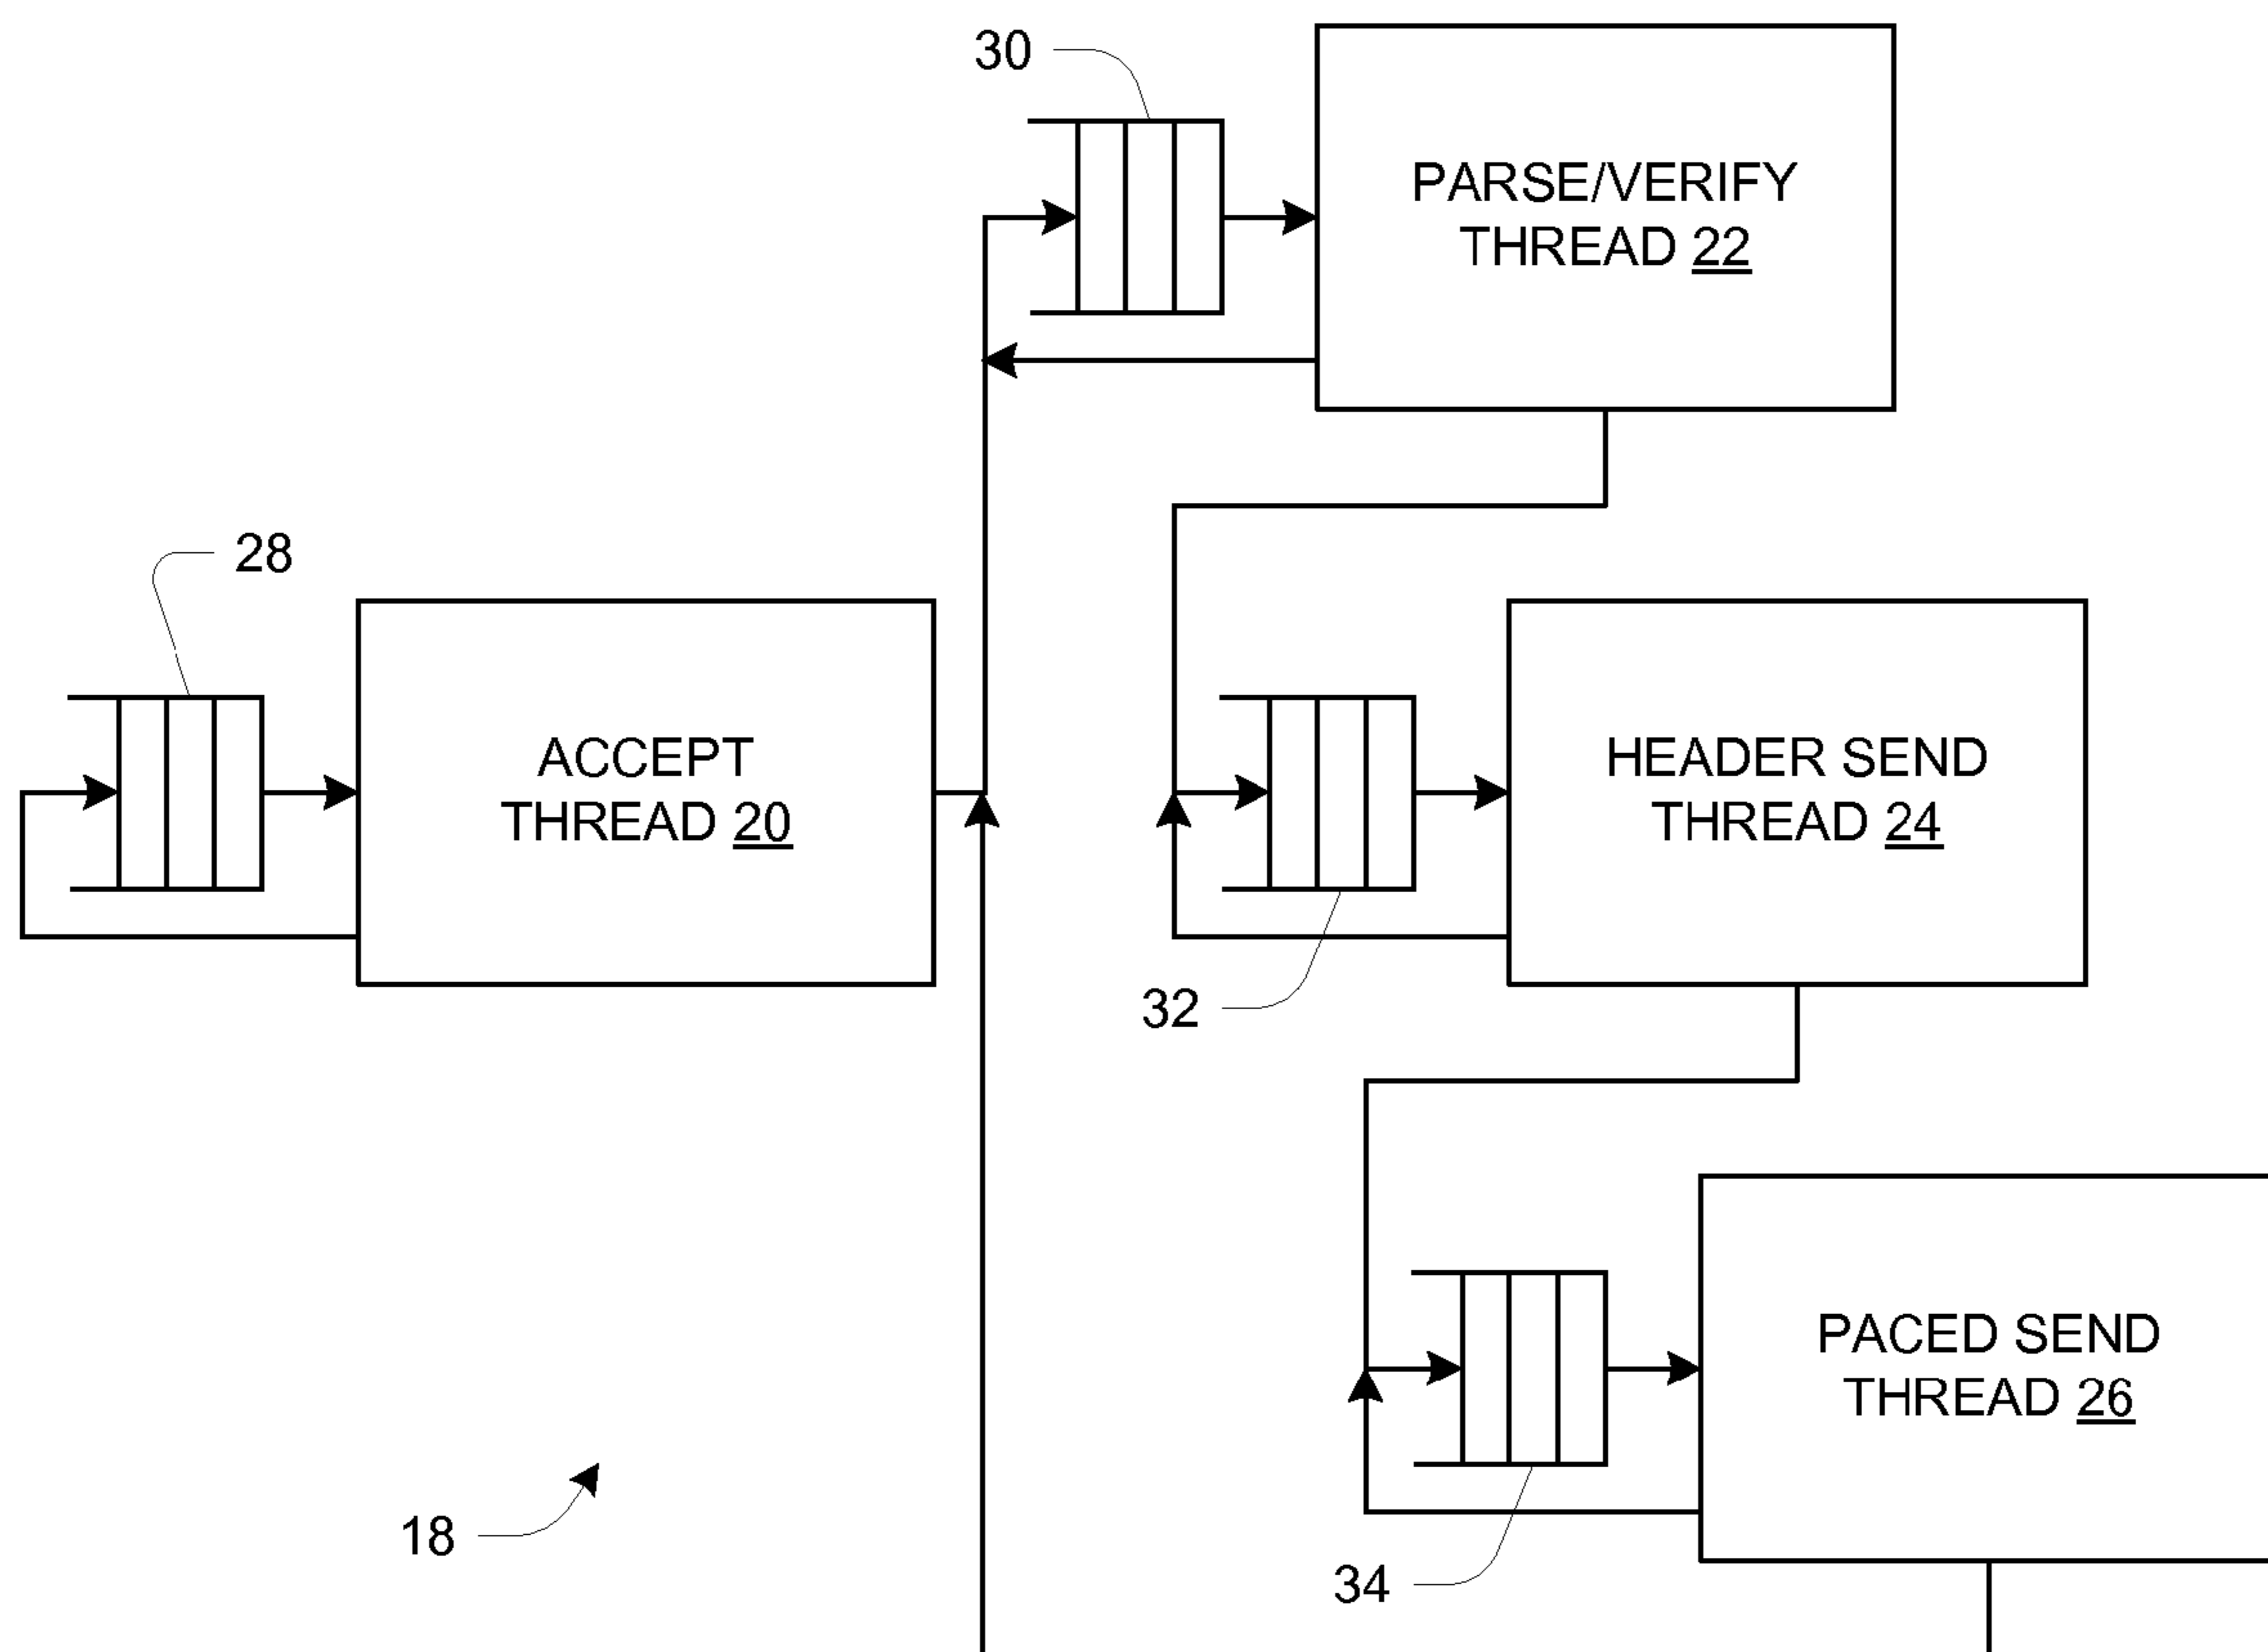 30
PARSE/VERIFY
THREAD 22
28
ACCEPT
THREAD 20
HEADER SEND
THREAD 24
32
PACED SEND
THREAD 26
18
34